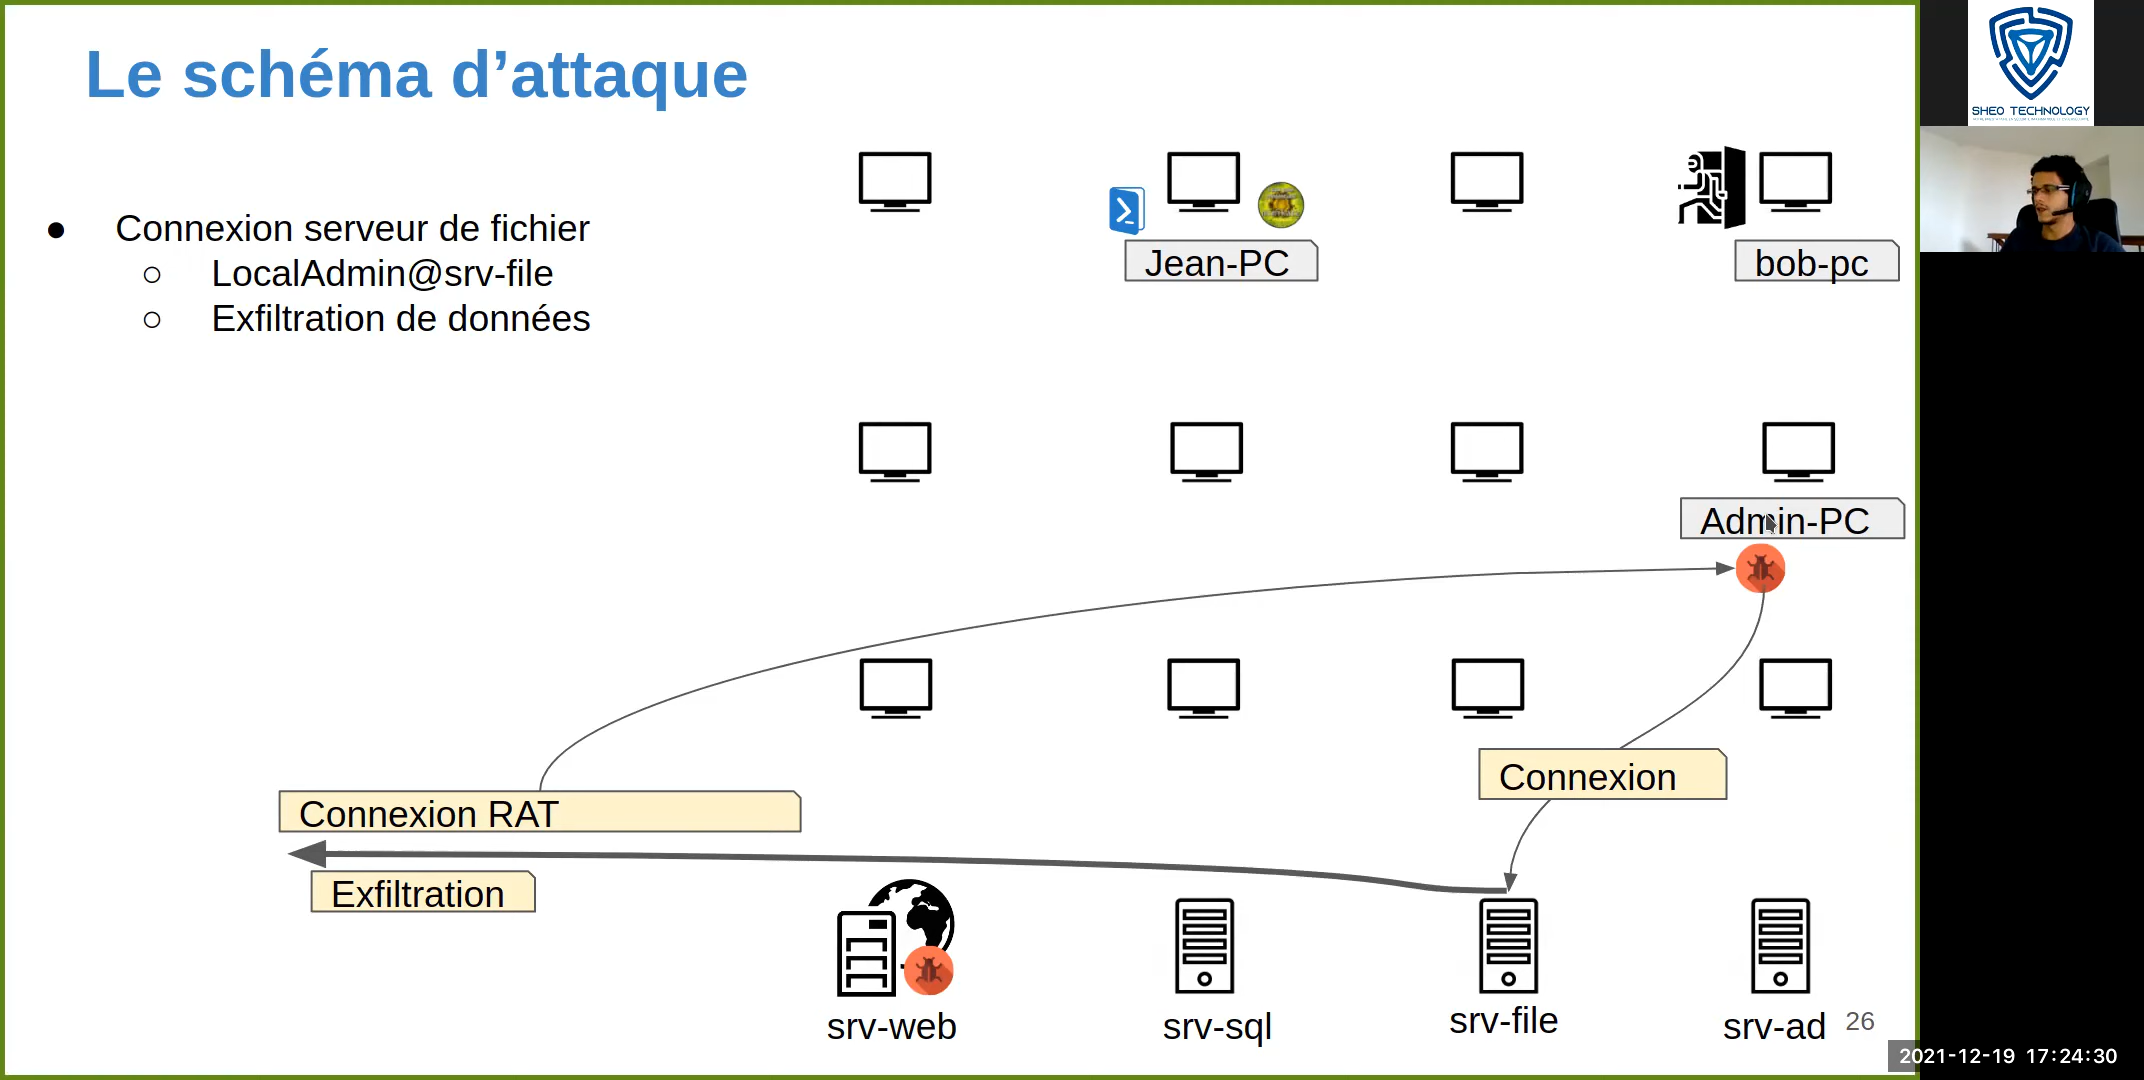 Le schéma d’attaque
SHEO TECHNOLOGY
● Connexion serveur de fichier
○ LocalAdmin@srv-file
○ Exfiltration de données
Jean-PC
bob-pc
Admin-PC
Connexion
Connexion RAT
Exfiltration
srv-web
srv-sql
srv-file
srv-ad
26
2021-12-19 17:24:30